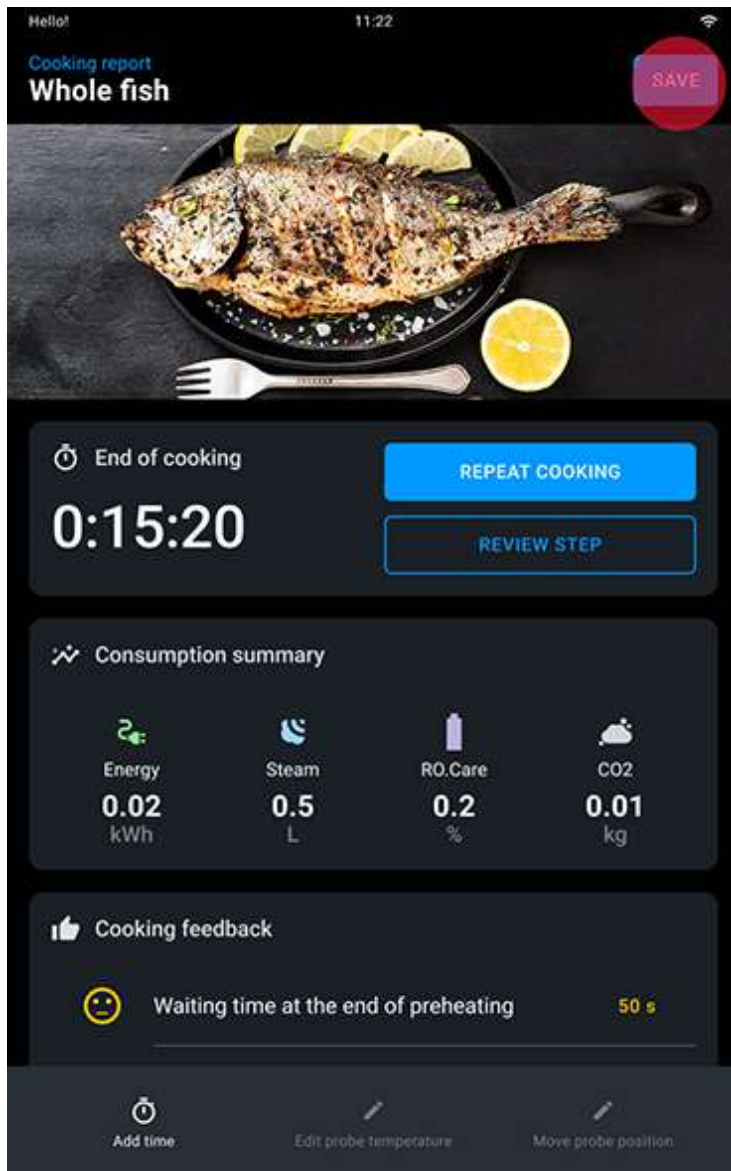 Hello!
11:22
Cooking report
Whole fish
SAVE
End of cooking
0:15:20
REPEAT COOKING
REVIEW STEP
Consumption summary
Energy
Steam
RO.Care
CO2
0.02
0.5
0.2
0.01
kWh
L
%
kg
Cooking feedback
Waiting time at the end of preheating
50 s
Add time
Edit probe temperature
Move probe position